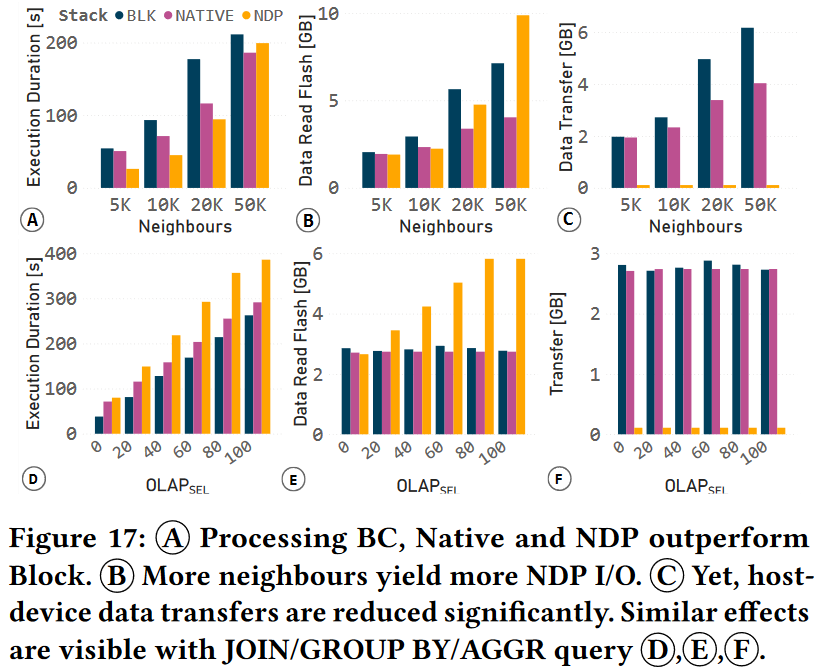 Stack BLK NATIVE NDP
Execution Duration [s]
200
100
0
5K 10K 20K 50K
Neighbours
A
Data Read Flash [GB]
10
5
0
5K 10K 20K 50K
Neighbours
B
Data Transfer [GB]
6
4
2
0
5K 10K 20K 50K
Neighbours
C
Execution Duration [s]
400
300
200
100
0
0 20 40 60 80 100
OLAPSEL
D
Data Read Flash [GB]
6
4
2
0
0 20 40 60 80 100
OLAPSEL
E
Transfer [GB]
3
2
1
0
0 20 40 60 80 100
OLAPSEL
F
Figure 17: Ⓐ Processing BC, Native and NDP outperform
Block. Ⓑ More neighbours yield more NDP I/O. Ⓒ Yet, host-
device data transfers are reduced significantly. Similar effects
are visible with JOIN/GROUP BY/AGGR query Ⓓ,Ⓔ,Ⓕ.